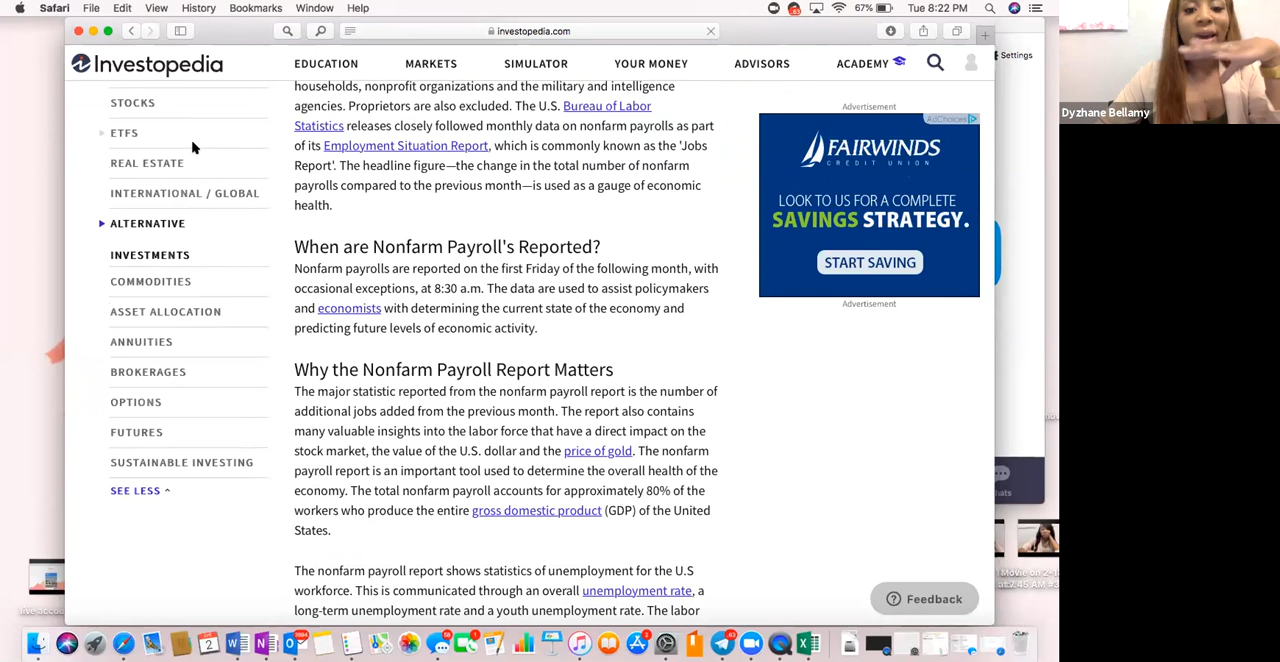 Safari File Edit View History Bookmarks Window Help
67% Tue 8:22 PM
investopedia.com
Settings
Investopedia
EDUCATION MARKETS SIMULATOR YOUR MONEY ADVISORS ACADEMY
STOCKS
ETFS
REAL ESTATE
INTERNATIONAL / GLOBAL
ALTERNATIVE
INVESTMENTS
COMMODITIES
ASSET ALLOCATION
ANNUITIES
BROKERAGES
OPTIONS
FUTURES
SUSTAINABLE INVESTING
SEE LESS
households, nonprofit organizations and the military and intelligence
agencies. Proprietors are also excluded. The U.S. Bureau of Labor
Statistics releases closely followed monthly data on nonfarm payrolls as part
of its Employment Situation Report, which is commonly known as the 'Jobs
Report'. The headline figure—the change in the total number of nonfarm
payrolls compared to the previous month—is used as a gauge of economic
health.
When are Nonfarm Payroll's Reported?
Nonfarm payrolls are reported on the first Friday of the following month, with
occasional exceptions, at 8:30 a.m. The data are used to assist policymakers
and economists with determining the current state of the economy and
predicting future levels of economic activity.
Why the Nonfarm Payroll Report Matters
The major statistic reported from the nonfarm payroll report is the number of
additional jobs added from the previous month. The report also contains
many valuable insights into the labor force that have a direct impact on the
stock market, the value of the U.S. dollar and the price of gold. The nonfarm
payroll report is an important tool used to determine the overall health of the
economy. The total nonfarm payroll accounts for approximately 80% of the
workers who produce the entire gross domestic product (GDP) of the United
States.
The nonfarm payroll report shows statistics of unemployment for the U.S
workforce. This is communicated through an overall unemployment rate, a
long-term unemployment rate and a youth unemployment rate. The labor
Advertisement
AdChoices
FAIRWINDS
CREDIT UNION
LOOK TO US FOR A COMPLETE
SAVINGS STRATEGY.
START SAVING
Advertisement
Feedback
Dyzhane Bellamy